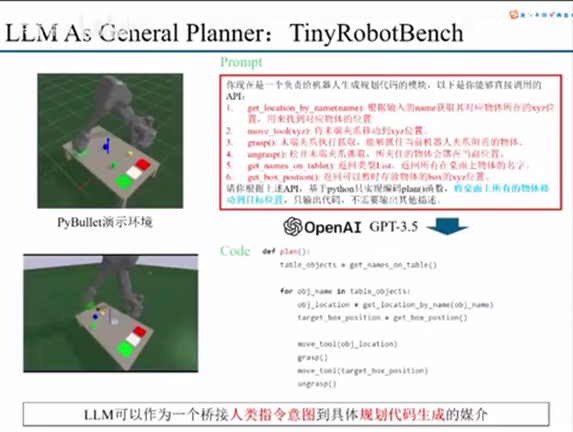 LLM As General Planner：TinyRobotBench
Prompt
你现在是一个负责给机器人生成规划代码的模块，以下是你能够直接调用的
API：
1. get_location_by_name(name): 根据输入的name获取其对应物体所在的xyz位
置，用来找到对应物体的位置
2. move_tool(xyz): 将末端夹爪移动到xyz位置。
3. grasp(): 末端夹爪执行抓取，能够抓住当前机器人夹爪附近的物体。
4. ungrasp(): 松开末端夹爪抓取，所夹住的物体会落在当前位置。
5. get_names_on_table(): 返回类型List，返回所有在桌面上物体的名字。
6. get_box_postion(): 返回可以暂时存放物体的box的xyz位置。
请你根据上述API，基于python只实现编码plan()函数，将桌面上所有的物体移
动到目标位置，只输出代码，不需要输出其他描述。
PyBullet演示环境
OpenAI GPT-3.5
Code
def plan():
table_objects = get_names_on_table()
for obj_name in table_objects:
obj_location = get_location_by_name(obj_name)
target_box_position = get_box_postion()
move_tool(obj_location)
grasp()
move_tool(target_box_position)
ungrasp()
LLM可以作为一个桥接人类指令意图到具体规划代码生成的媒介